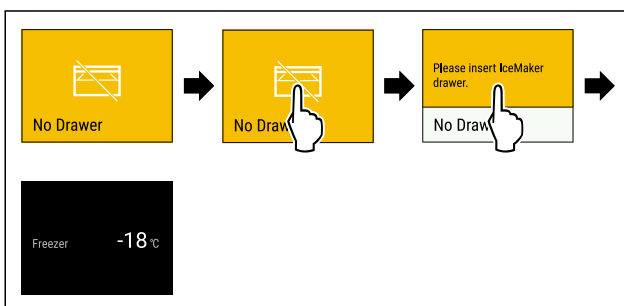 No Drawer
No Draw
Please insert IceMaker
drawer.
No Draw
Freezer -18 °C